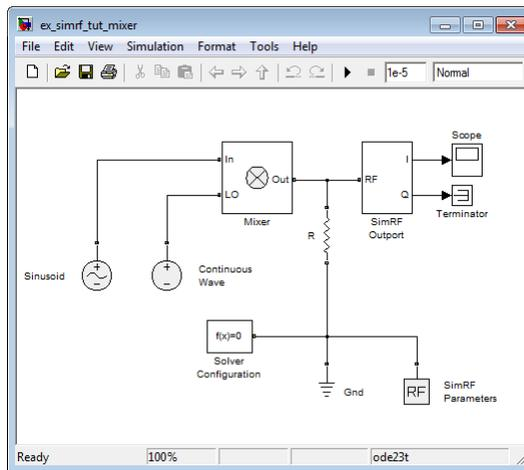 ex_simrf_tut_mixer
File Edit View Simulation Format Tools Help
1e-5 Normal
Scope
In
Out
LO
Mixer
RF
I
Q
SimRF
Outport
Terminator
R
Sinusoid
Continuous
Wave
f(x)=0
Solver
Configuration
Gnd
RF
SimRF
Parameters
Ready 100% ode23t